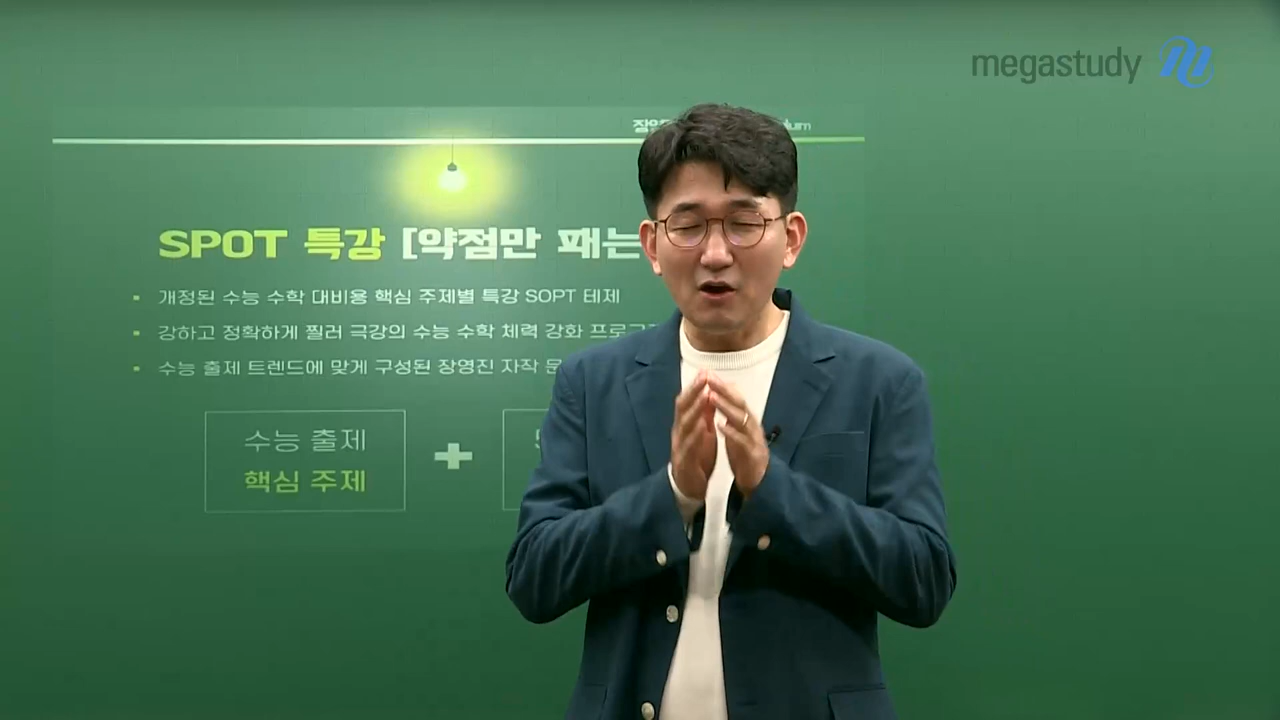 megastudy
SPOT 특강 [약점만 패는
개정된 수능 수학 대비용 핵심 주제별 특강 SOPT 테제
강하고 정확하게 찔러 극강의 수능 수학 체력 강화
수능 출제 트렌드에 맞게 구성된 장영진 자작
수능 출제
+
핵심 주제